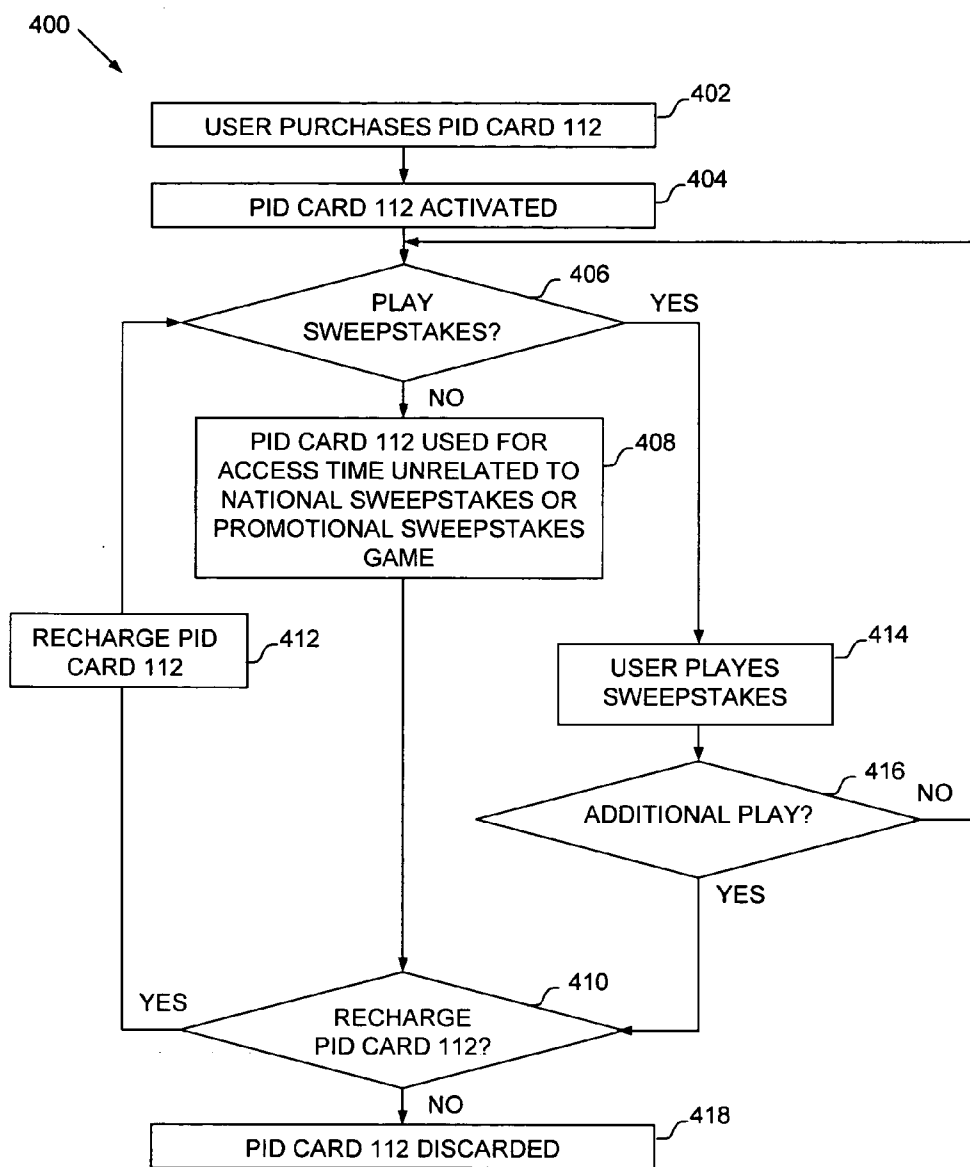 400
402
USER PURCHASES PID CARD 112
404
PID CARD 112 ACTIVATED
406
PLAY
SWEEPSTAKES?
YES
NO
PID CARD 112 USED FOR
ACCESS TIME UNRELATED TO
NATIONAL SWEEPSTAKES OR
PROMOTIONAL SWEEPSTAKES
GAME
408
RECHARGE PID
CARD 112
412
414
USER PLAYES
SWEEPSTAKES
416
ADDITIONAL PLAY?
NO
YES
410
YES
RECHARGE
PID CARD 112?
NO
418
PID CARD 112 DISCARDED